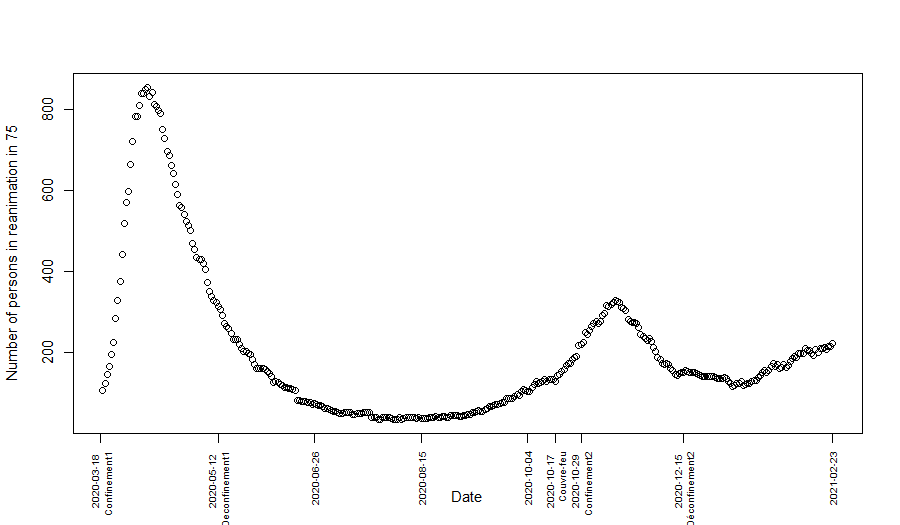 Number of persons in reanimation in 75
800
600
400
200
2020-03-18
Confinement1
2020-05-12
Déconfinement1
2020-06-26
2020-08-15
2020-10-04
2020-10-17
Couvre-feu
2020-10-29
Confinement2
2020-12-15
Déconfinement2
2021-02-23
Date